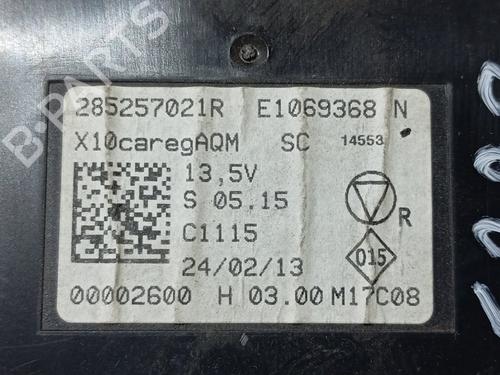 285257021R E1069368 N
X10caregAQM SC 14553
13,5V
S 05.15
R
C1115
015
24/02/13
00002600 H 03.00 M17C08
B-PARTS